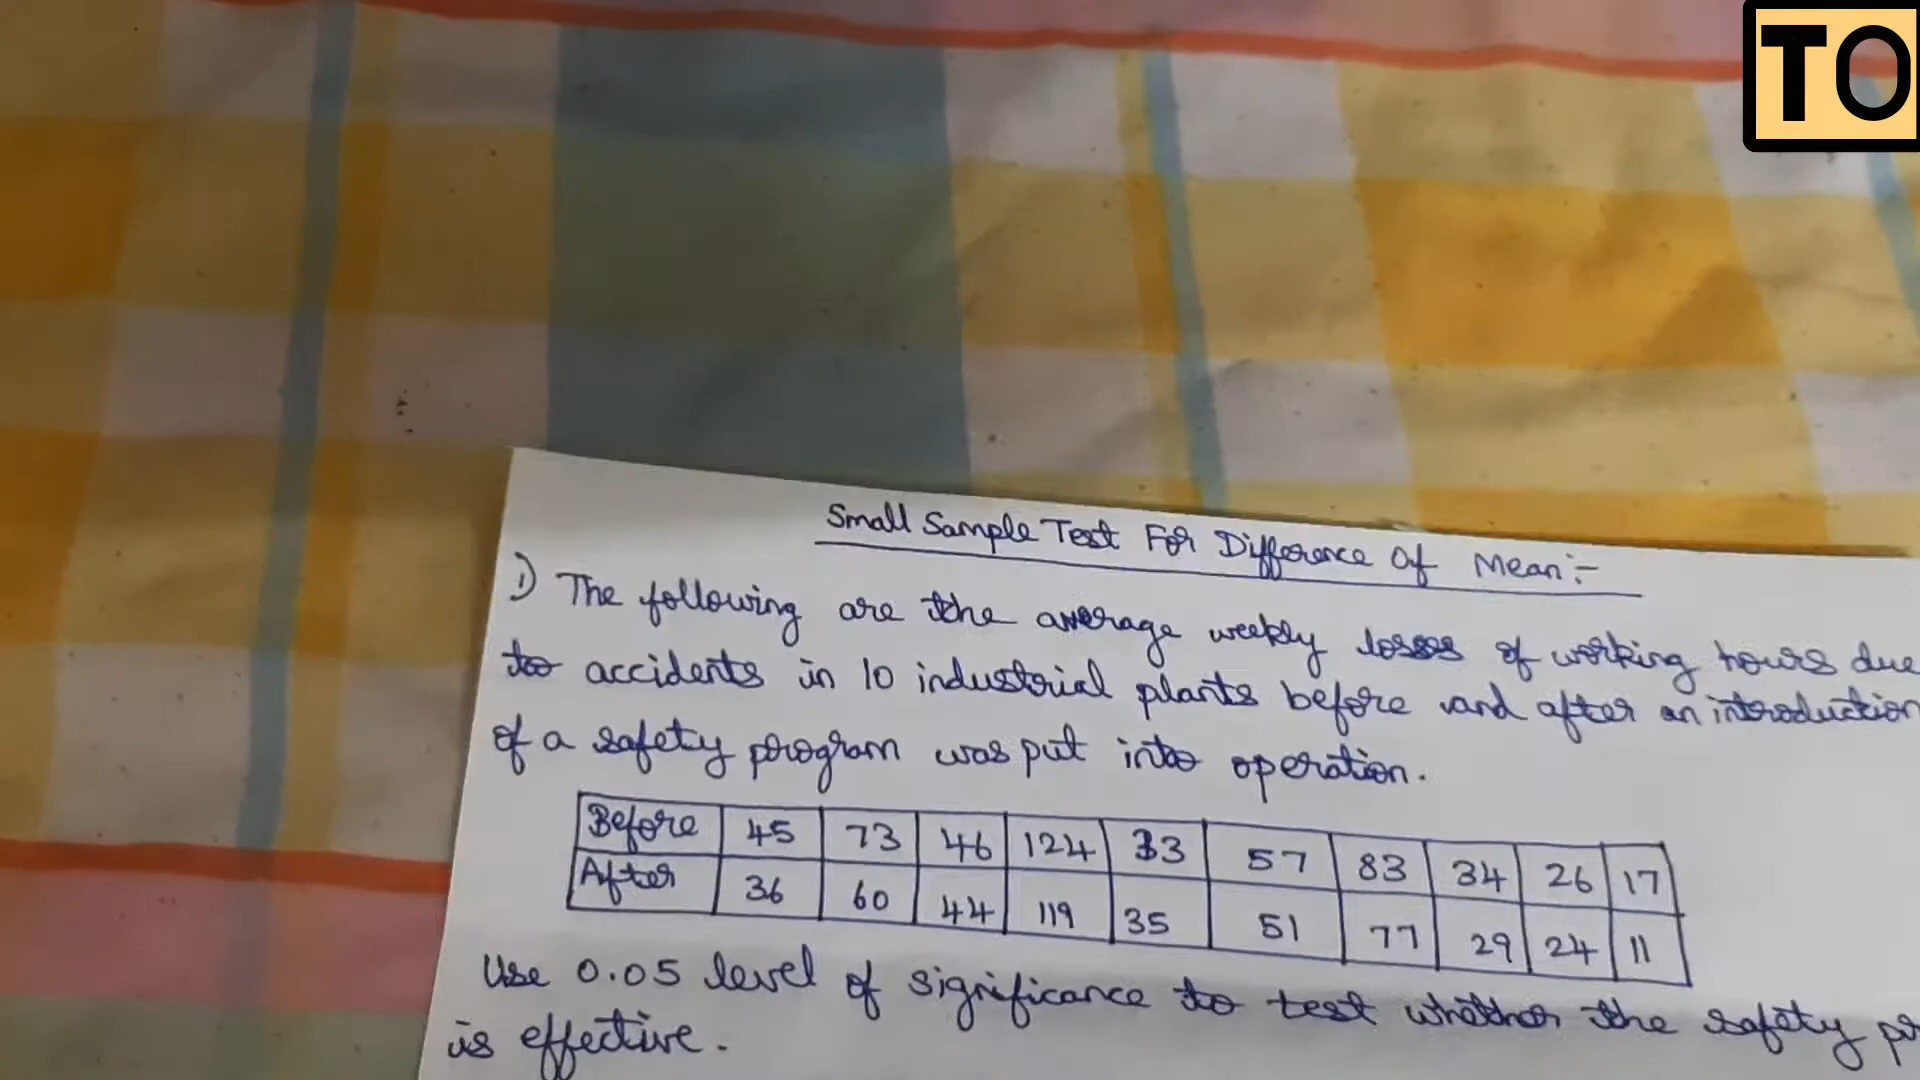 TO
Small Sample Test For Difference Of Mean:-
1) The following are the average weekly losses of working hours due
to accidents in 10 industrial plants before and after an introduction
of a safety program was put into operation.
Before 45 73 46 124 33 57 83 34 26 17
After 36 60 44 119 35 51 77 29 24 11
Use 0.05 level of significance to test whether the safety
is effective.